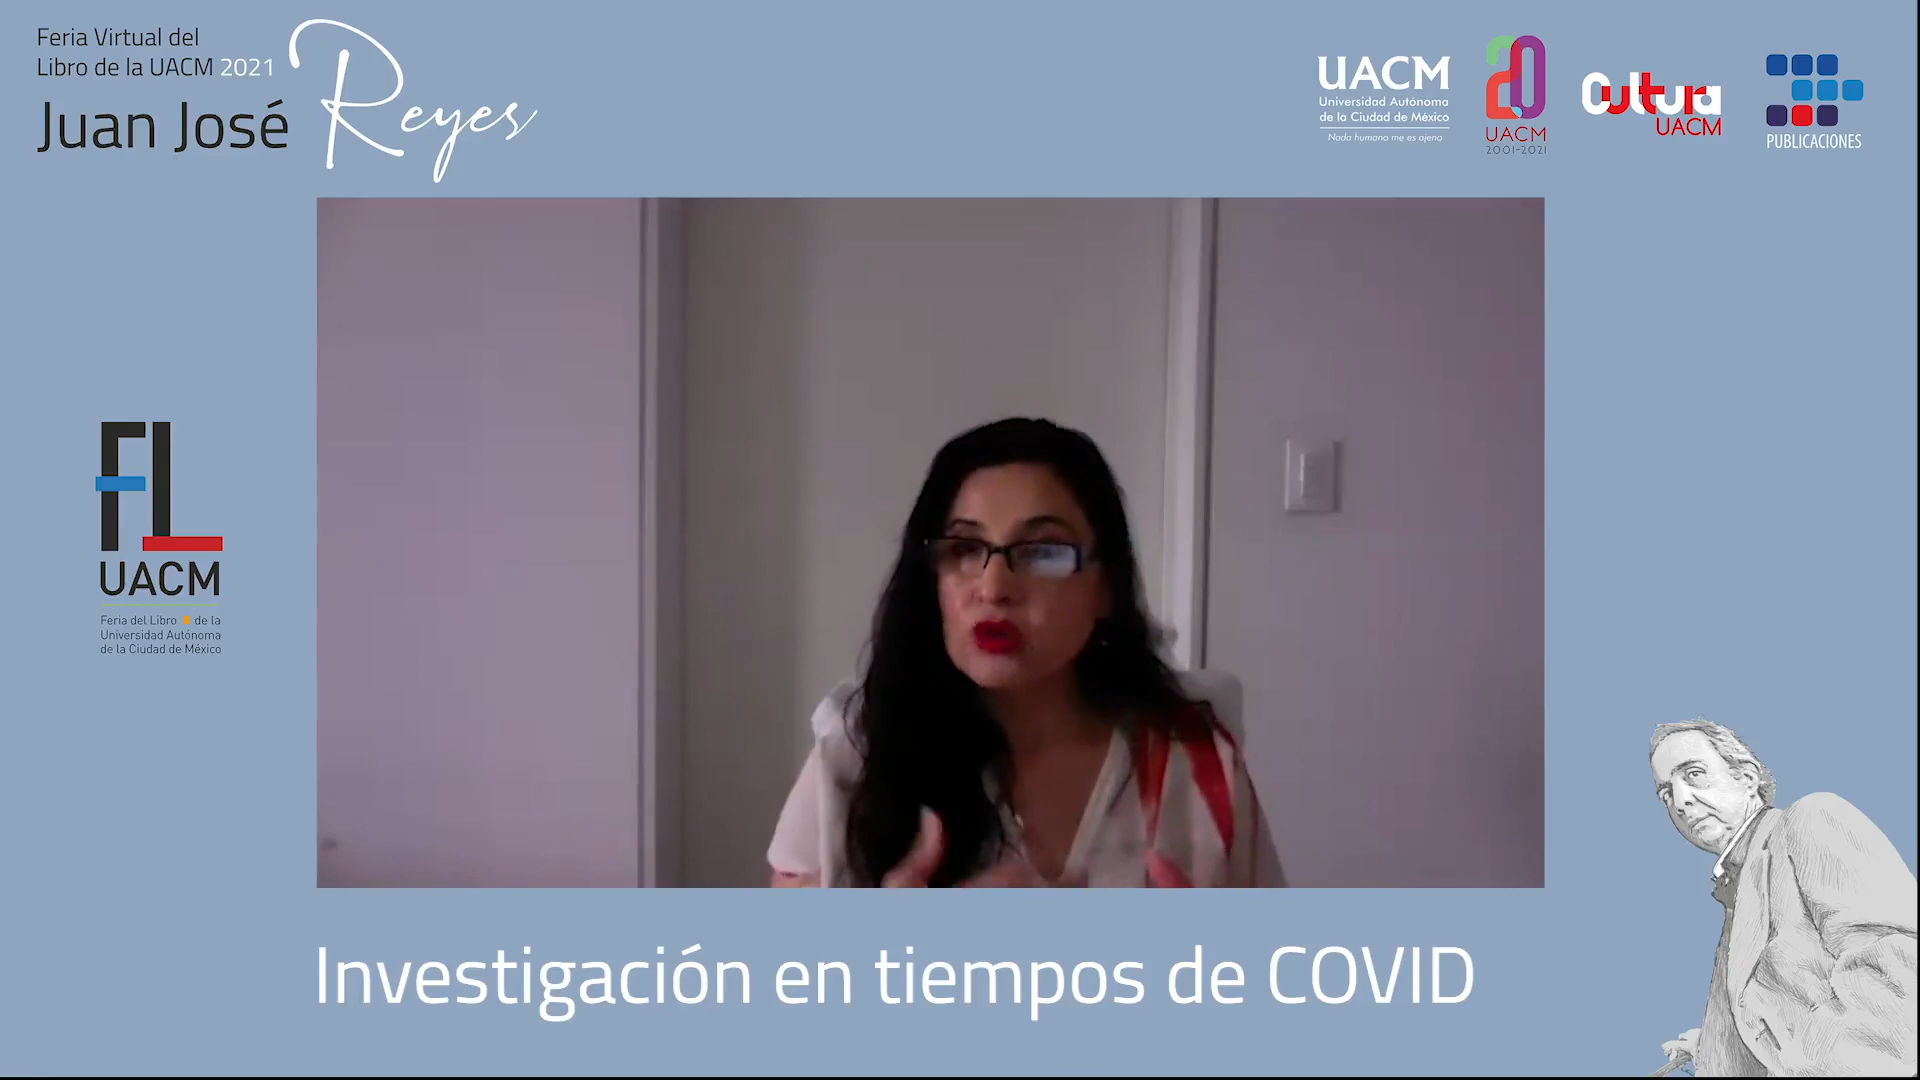 Feria Virtual del
Libro de la UACM 2021
Juan José Reyes
UACM
Universidad Autónoma
de la Ciudad de México
Nada humano me es ajeno
20
UACM
2001-2021
Cultura
UACM
PUBLICACIONES
FL
UACM
Feria del Libro de la
Universidad Autónoma
de la Ciudad de México
Investigación en tiempos de COVID